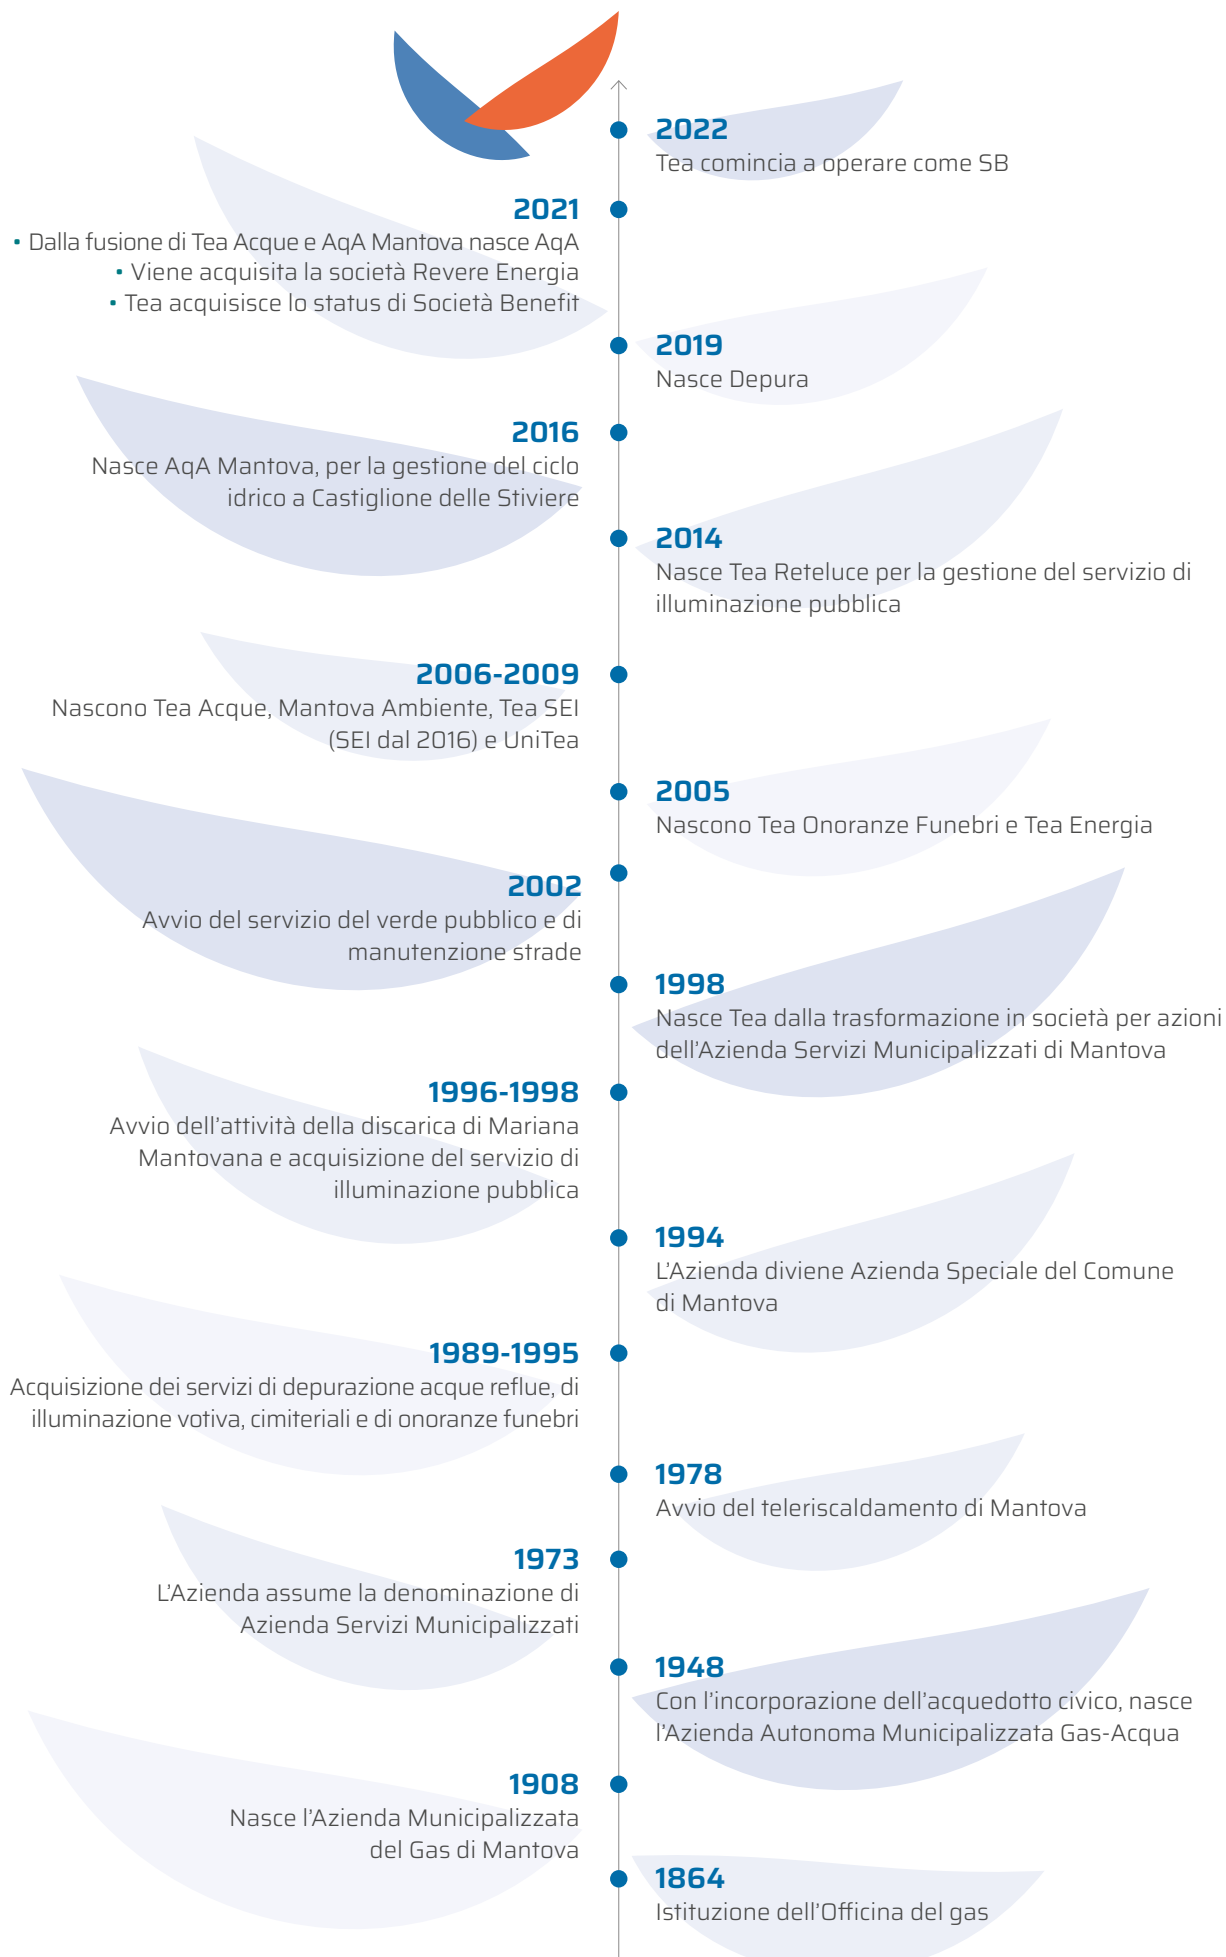 2022
Tea comincia a operare come SB
2021
• Dalla fusione di Tea Acque e AqA Mantova nasce AqA
• Viene acquisita la società Revere Energia
• Tea acquisisce lo status di Società Benefit
2019
Nasce Depura
2016
Nasce AqA Mantova, per la gestione del ciclo
idrico a Castiglione delle Stiviere
2014
Nasce Tea Reteluce per la gestione del servizio di
illuminazione pubblica
2006-2009
Nascono Tea Acque, Mantova Ambiente, Tea SEI
(SEI dal 2016) e UniTea
2005
Nascono Tea Onoranze Funebri e Tea Energia
2002
Avvio del servizio del verde pubblico e di
manutenzione strade
1998
Nasce Tea dalla trasformazione in società per azioni
dell’Azienda Servizi Municipalizzati di Mantova
1996-1998
Avvio dell’attività della discarica di Mariana
Mantovana e acquisizione del servizio di
illuminazione pubblica
1994
L’Azienda diviene Azienda Speciale del Comune
di Mantova
1989-1995
Acquisizione dei servizi di depurazione acque reflue, di
illuminazione votiva, cimiteriali e di onoranze funebri
1978
Avvio del teleriscaldamento di Mantova
1973
L’Azienda assume la denominazione di
Azienda Servizi Municipalizzati
1948
Con l’incorporazione dell’acquedotto civico, nasce
l’Azienda Autonoma Municipalizzata Gas-Acqua
1908
Nasce l’Azienda Municipalizzata
del Gas di Mantova
1864
Istituzione dell’Officina del gas